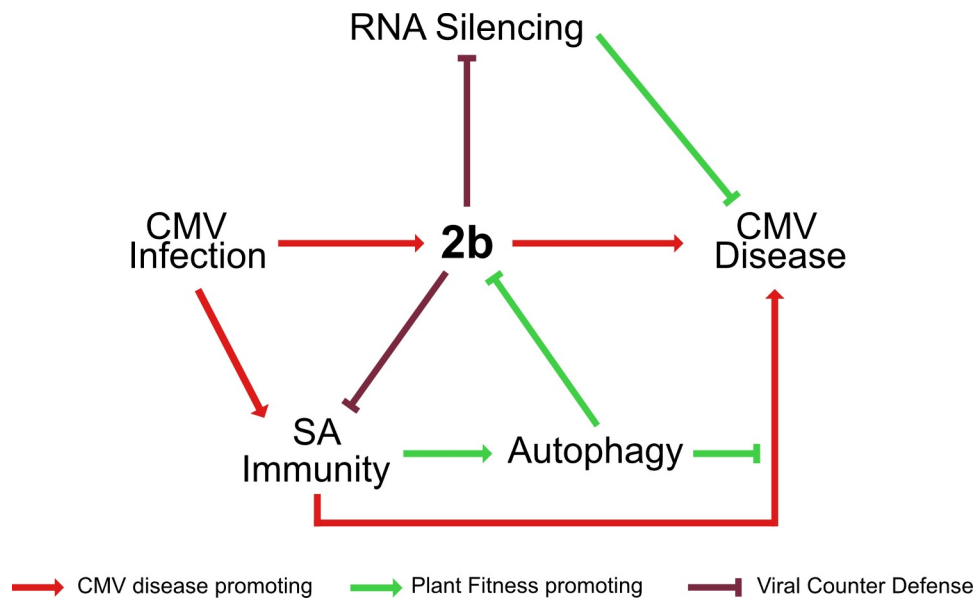 RNA Silencing
CMV
Infection
2b
CMV
Disease
SA
Immunity
Autophagy
CMV disease promoting
Plant Fitness promoting
Viral Counter Defense